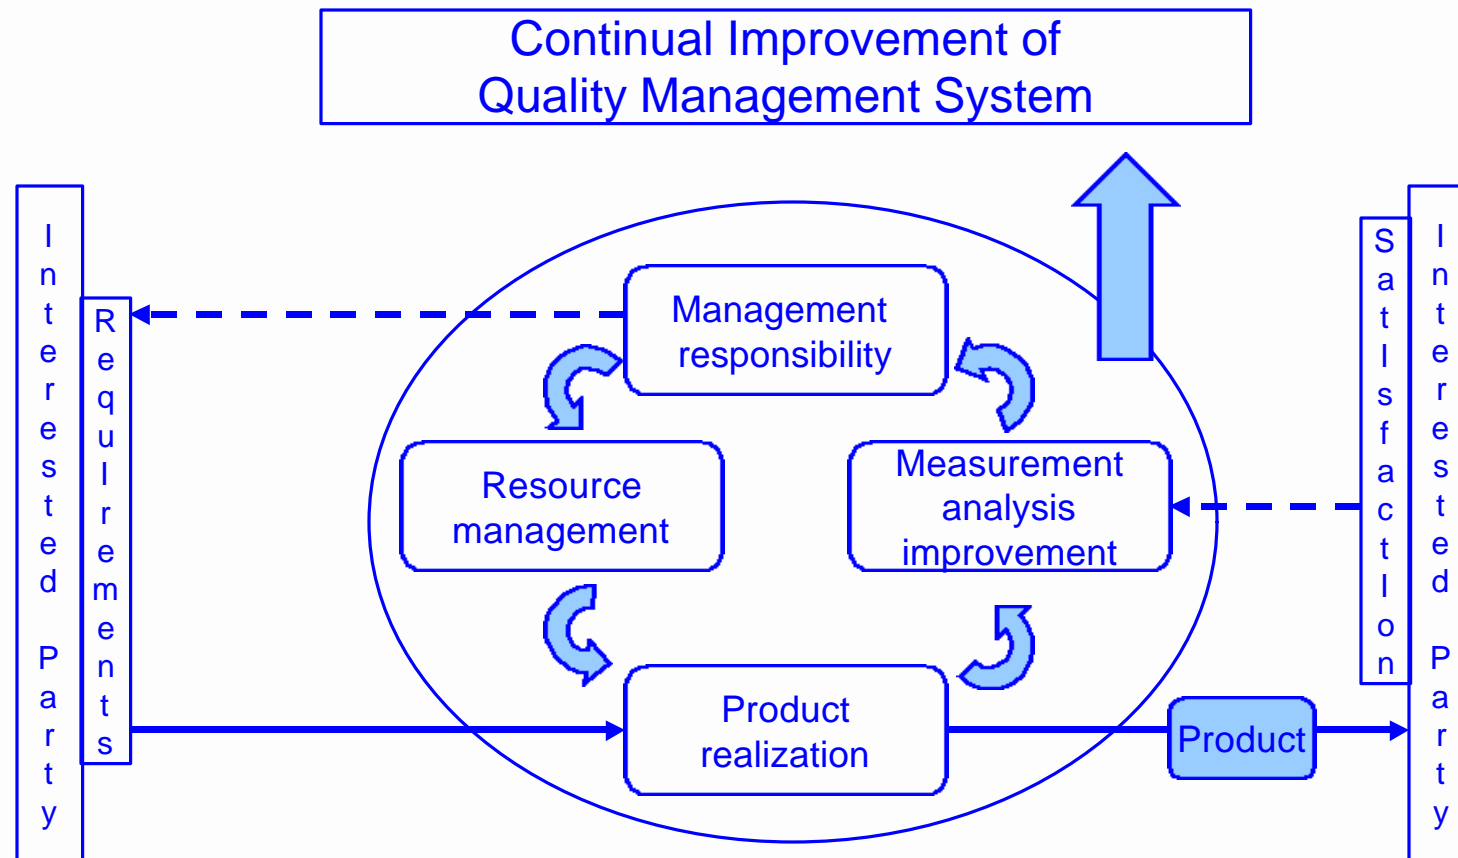 Continual Improvement of
Quality Management System
Interested Party
RequIrements
Management
responsibility
Resource
management
Measurement
analysis
improvement
Product
realization
Product
SatIsfactIon
Interested Party